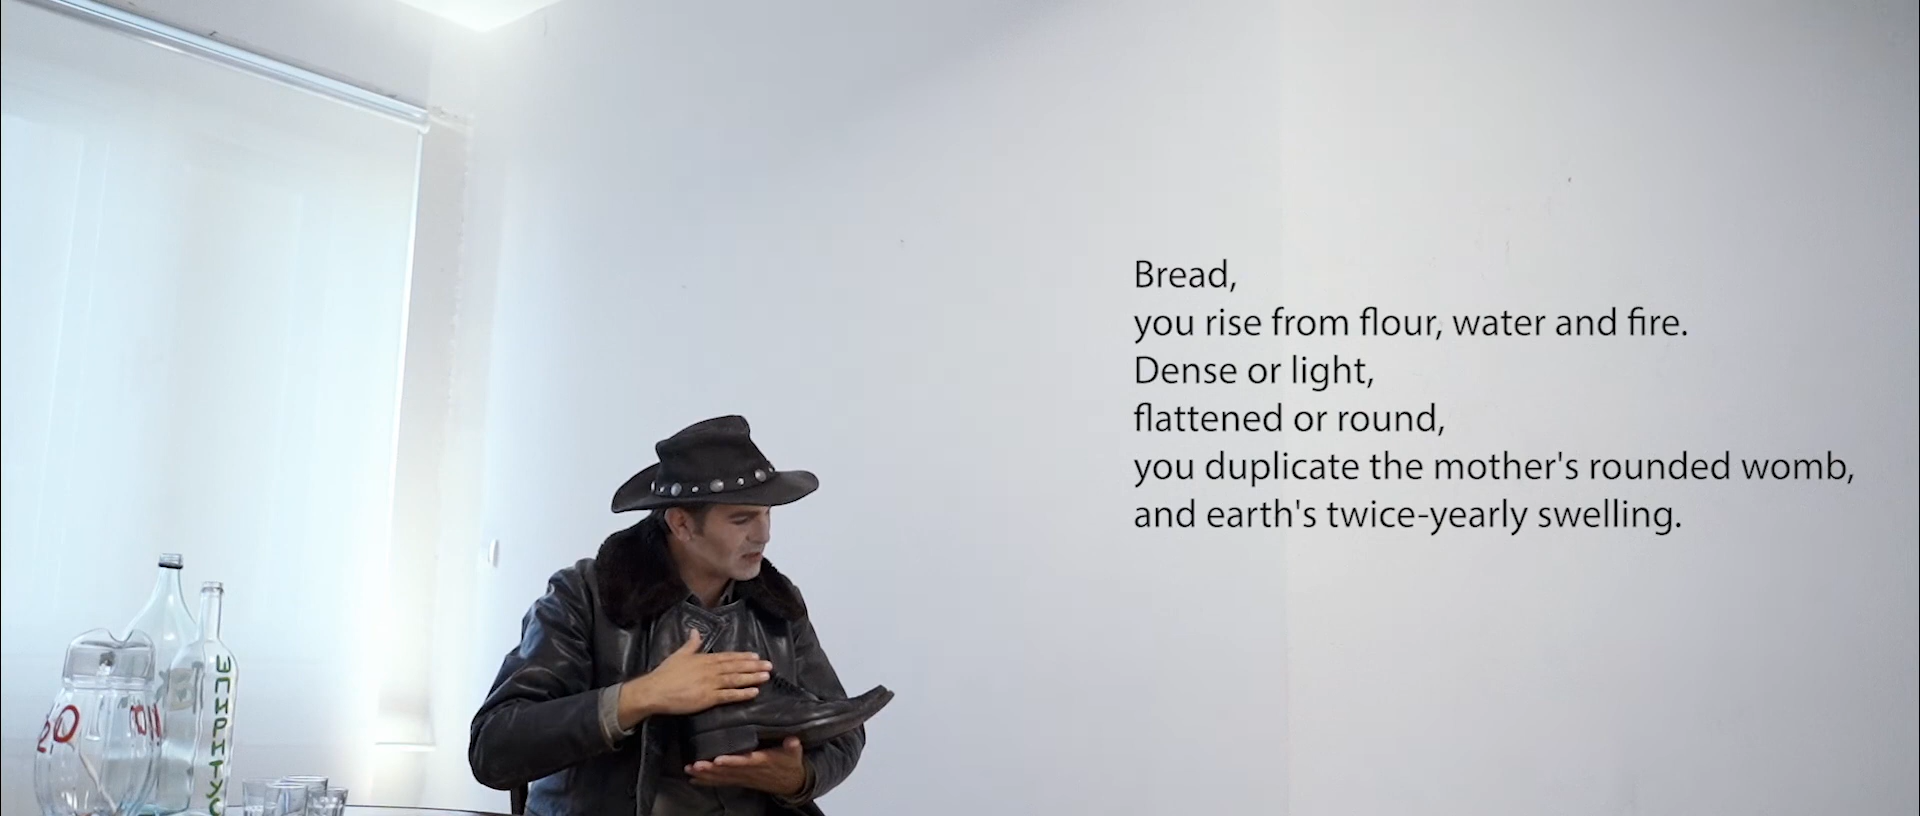 Bread,
you rise from flour, water and fire.
Dense or light,
flattened or round,
you duplicate the mother's rounded womb,
and earth's twice-yearly swelling.
2O